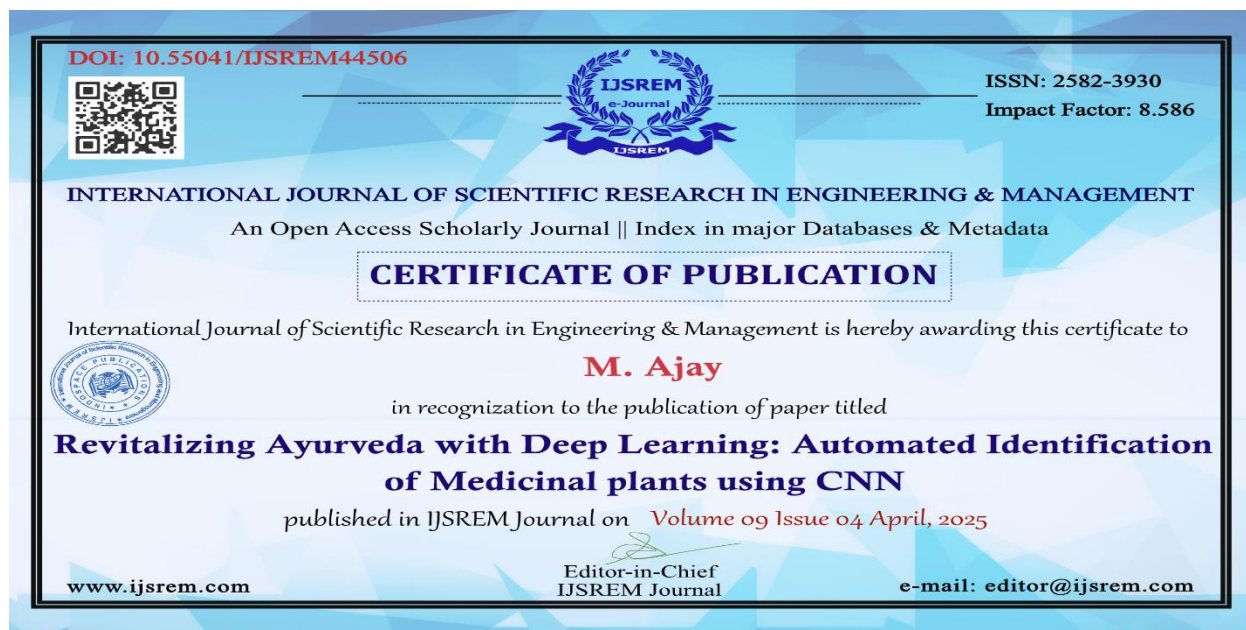 DOI: 10.55041/IJSREM44506
IJSREM
e-Journal
IJSREM
ISSN: 2582-3930
Impact Factor: 8.586
INTERNATIONAL JOURNAL OF SCIENTIFIC RESEARCH IN ENGINEERING & MANAGEMENT
An Open Access Scholarly Journal || Index in major Databases & Metadata
CERTIFICATE OF PUBLICATION
International Journal of Scientific Research in Engineering & Management is hereby awarding this certificate to
M. Ajay
in recognization to the publication of paper titled
Revitalizing Ayurveda with Deep Learning: Automated Identification
of Medicinal plants using CNN
published in IJSREM Journal on Volume 09 Issue 04 April, 2025
Editor-in-Chief
IJSREM Journal
www.ijsrem.com
e-mail: editor@ijsrem.com